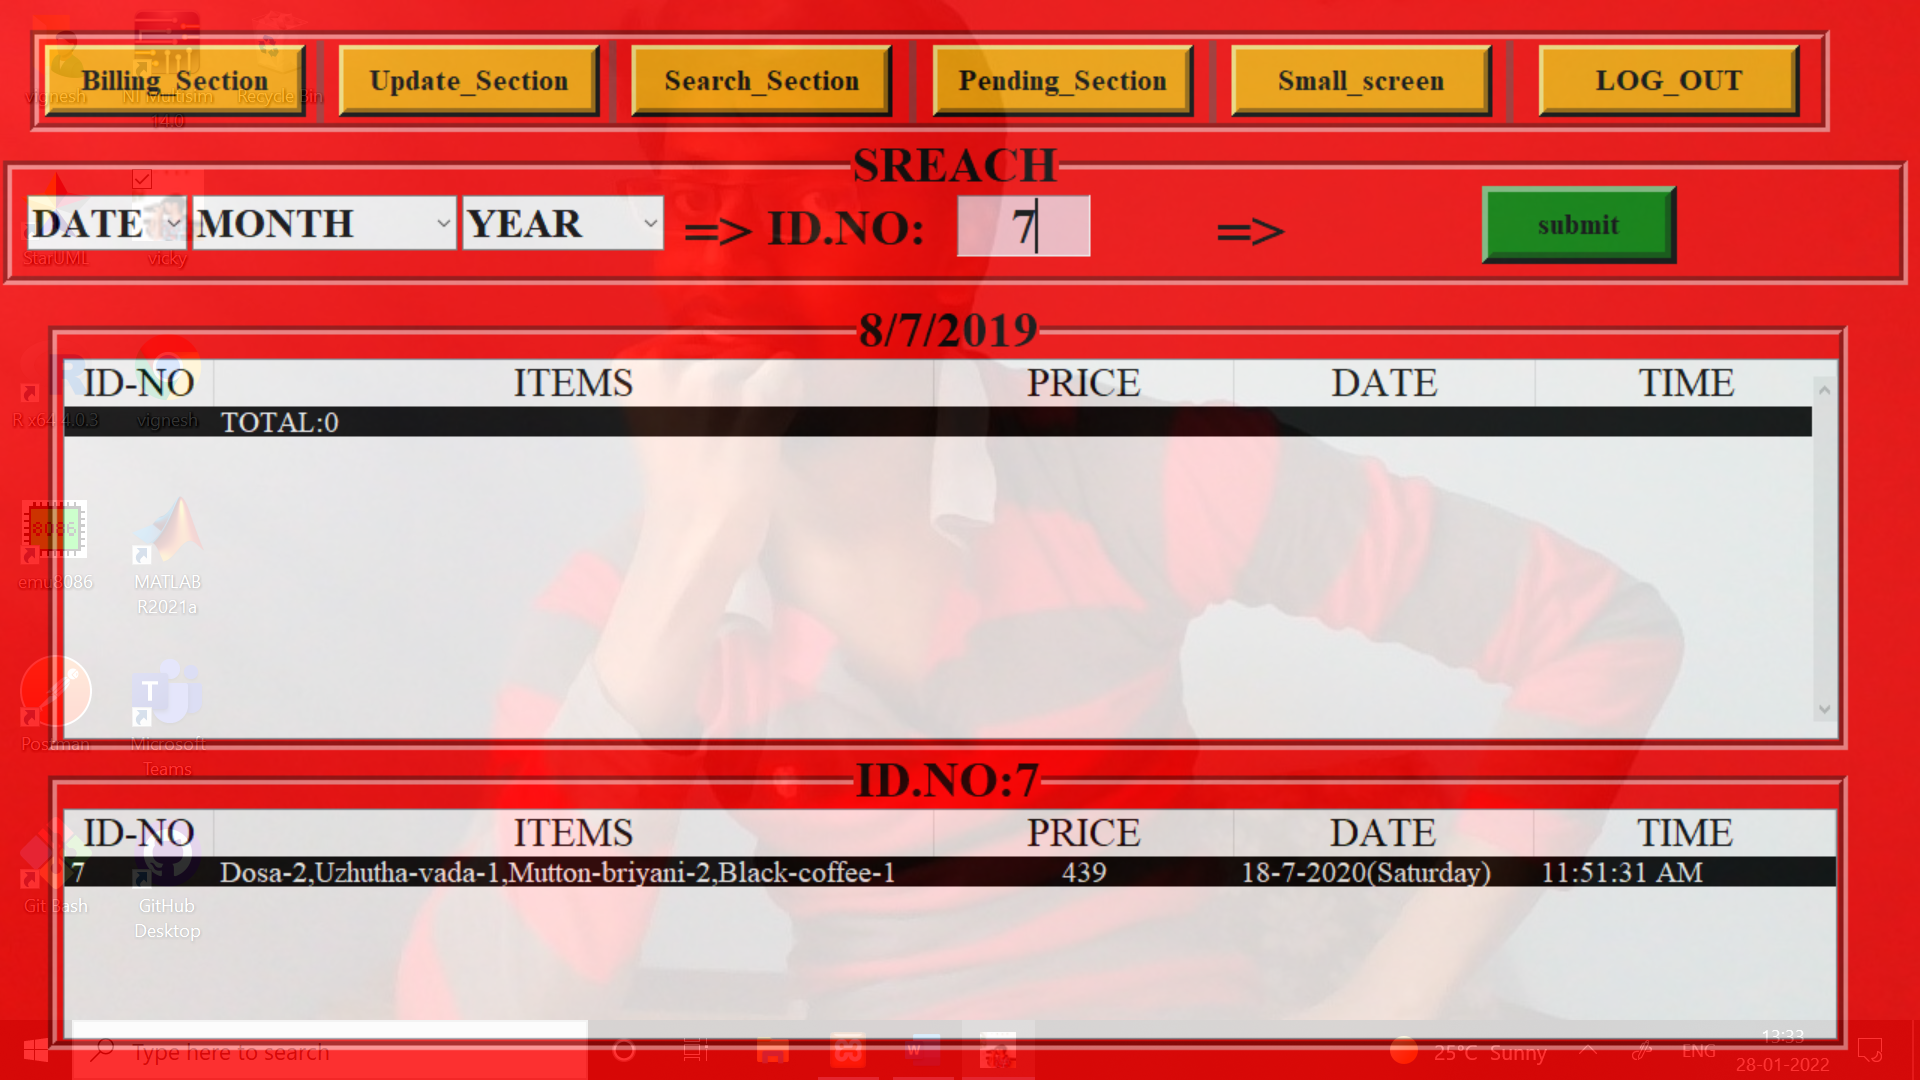 Billing_Section Update_Section Search_Section Pending_Section Small_screen LOG_OUT
vignesh NI Multisim 14.0 Recycle Bin
SREACH
DATE MONTH YEAR => ID.NO: 7 => submit
StarUML vicky
8/7/2019
ID-NO ITEMS PRICE DATE TIME
TOTAL:0
R x64 4.0.3 vignesh
8086
emu8086 MATLAB R2021a
T
Postman Microsoft Teams
ID.NO:7
ID-NO ITEMS PRICE DATE TIME
7 Dosa-2,Uzhutha-vada-1,Mutton-briyani-2,Black-coffee-1 439 18-7-2020(Saturday) 11:51:31 AM
Git Bash GitHub Desktop
Type here to search W 25°C Sunny ENG 13:33
28-01-2022